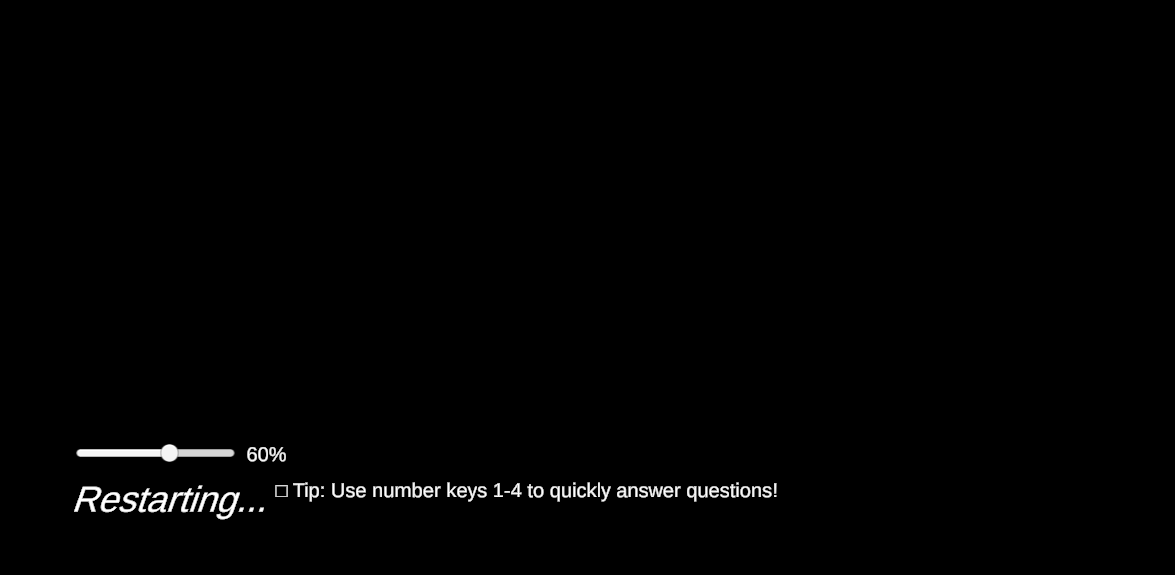 60%
Restarting...
□ Tip: Use number keys 1-4 to quickly answer questions!